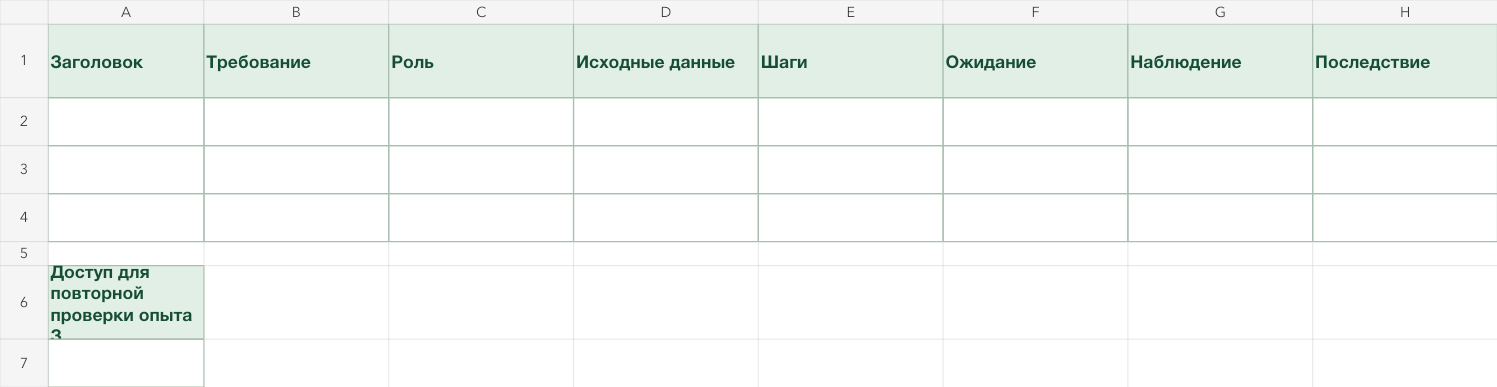 A B C D E F G H
1 Заголовок Требование Роль Исходные данные Шаги Ожидание Наблюдение Последствие
2
3
4
5
6 Доступ для
повторной
проверки опыта
3
7